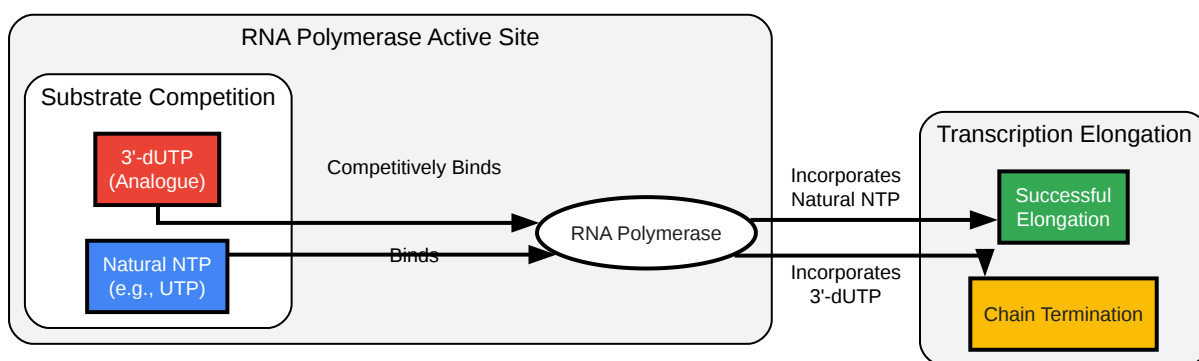 RNA Polymerase Active Site
Substrate Competition
3'-dUTP
(Analogue)
Natural NTP
(e.g., UTP)
Competitively Binds
Binds
RNA Polymerase
Incorporates
Natural NTP
Incorporates
3'-dUTP
Transcription Elongation
Successful
Elongation
Chain Termination